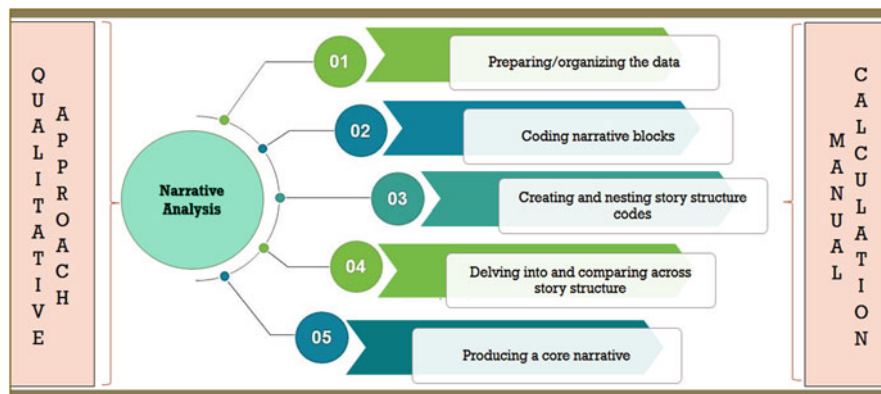 QUALITATIVE
APPROACH
Narrative
Analysis
01
Preparing/organizing the data
02
Coding narrative blocks
03
Creating and nesting story structure
codes
04
Delving into and comparing across
story structure
05
Producing a core narrative
MANUAL
CALCULATION